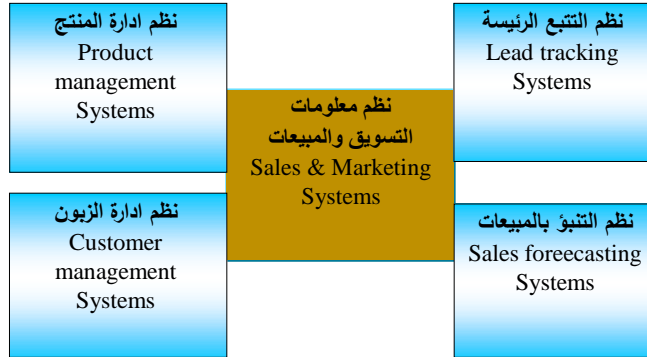 نظم ادارة المنتج
Product
management
Systems
نظم التتبع الرئيسة
Lead tracking
Systems
نظم معلومات
التسويق والمبيعات
Sales & Marketing
Systems
نظم ادارة الزبون
Customer
management
Systems
نظم التنبؤ بالمبيعات
Sales foreecasting
Systems